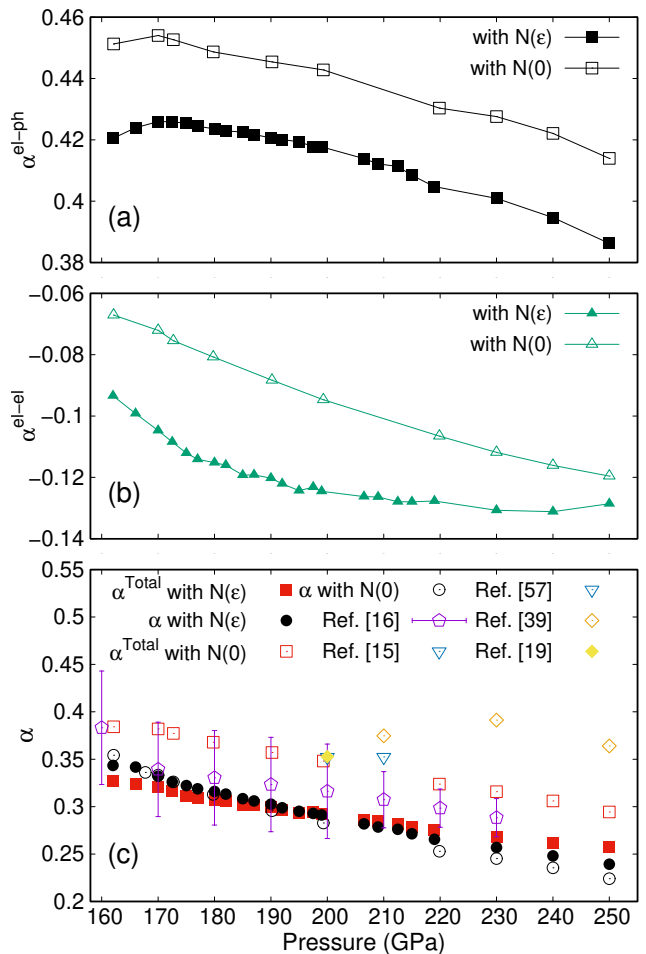 0.46
0.44
0.42
0.4
0.38
α^el−ph
with N(ε)
with N(0)
(a)
−0.06
−0.08
−0.1
−0.12
−0.14
α^el−el
with N(ε)
with N(0)
(b)
0.55
0.5
0.45
0.4
0.35
0.3
0.25
0.2
α
α^Total with N(ε) α with N(0) Ref. [57]
α with N(ε) Ref. [16] Ref. [39]
α^Total with N(0) Ref. [15] Ref. [19]
(c)
160 170 180 190 200 210 220 230 240 250
Pressure (GPa)